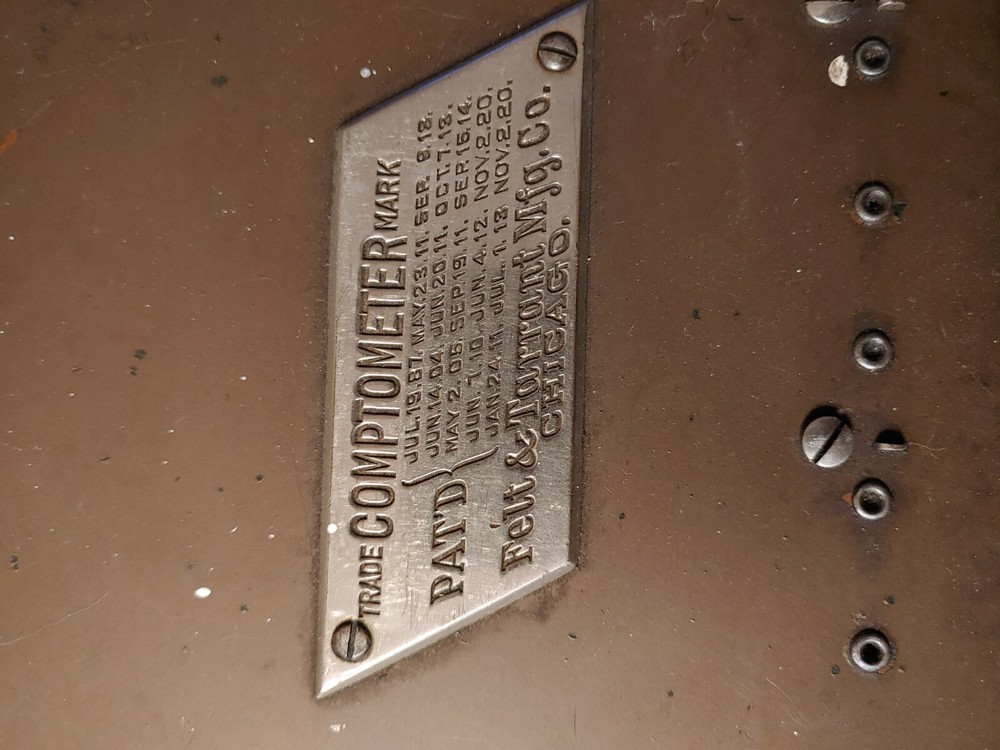 TRADE COMPTOMETER MARK
PAT'D
JUL.19.87. MAY.23.11. SEP. 9.13.
JUN.14.04. JUN 20.11. OCT.7.13.
MAY 2. 05. SEP.19.11. SEP.15.14.
JUN. 7.10. JUN.4.12. NOV.2.20.
JAN.24.11. JUL. 1. 13 NOV.2.20.
Felt & Tarrant Mfg. Co.
CHICAGO.